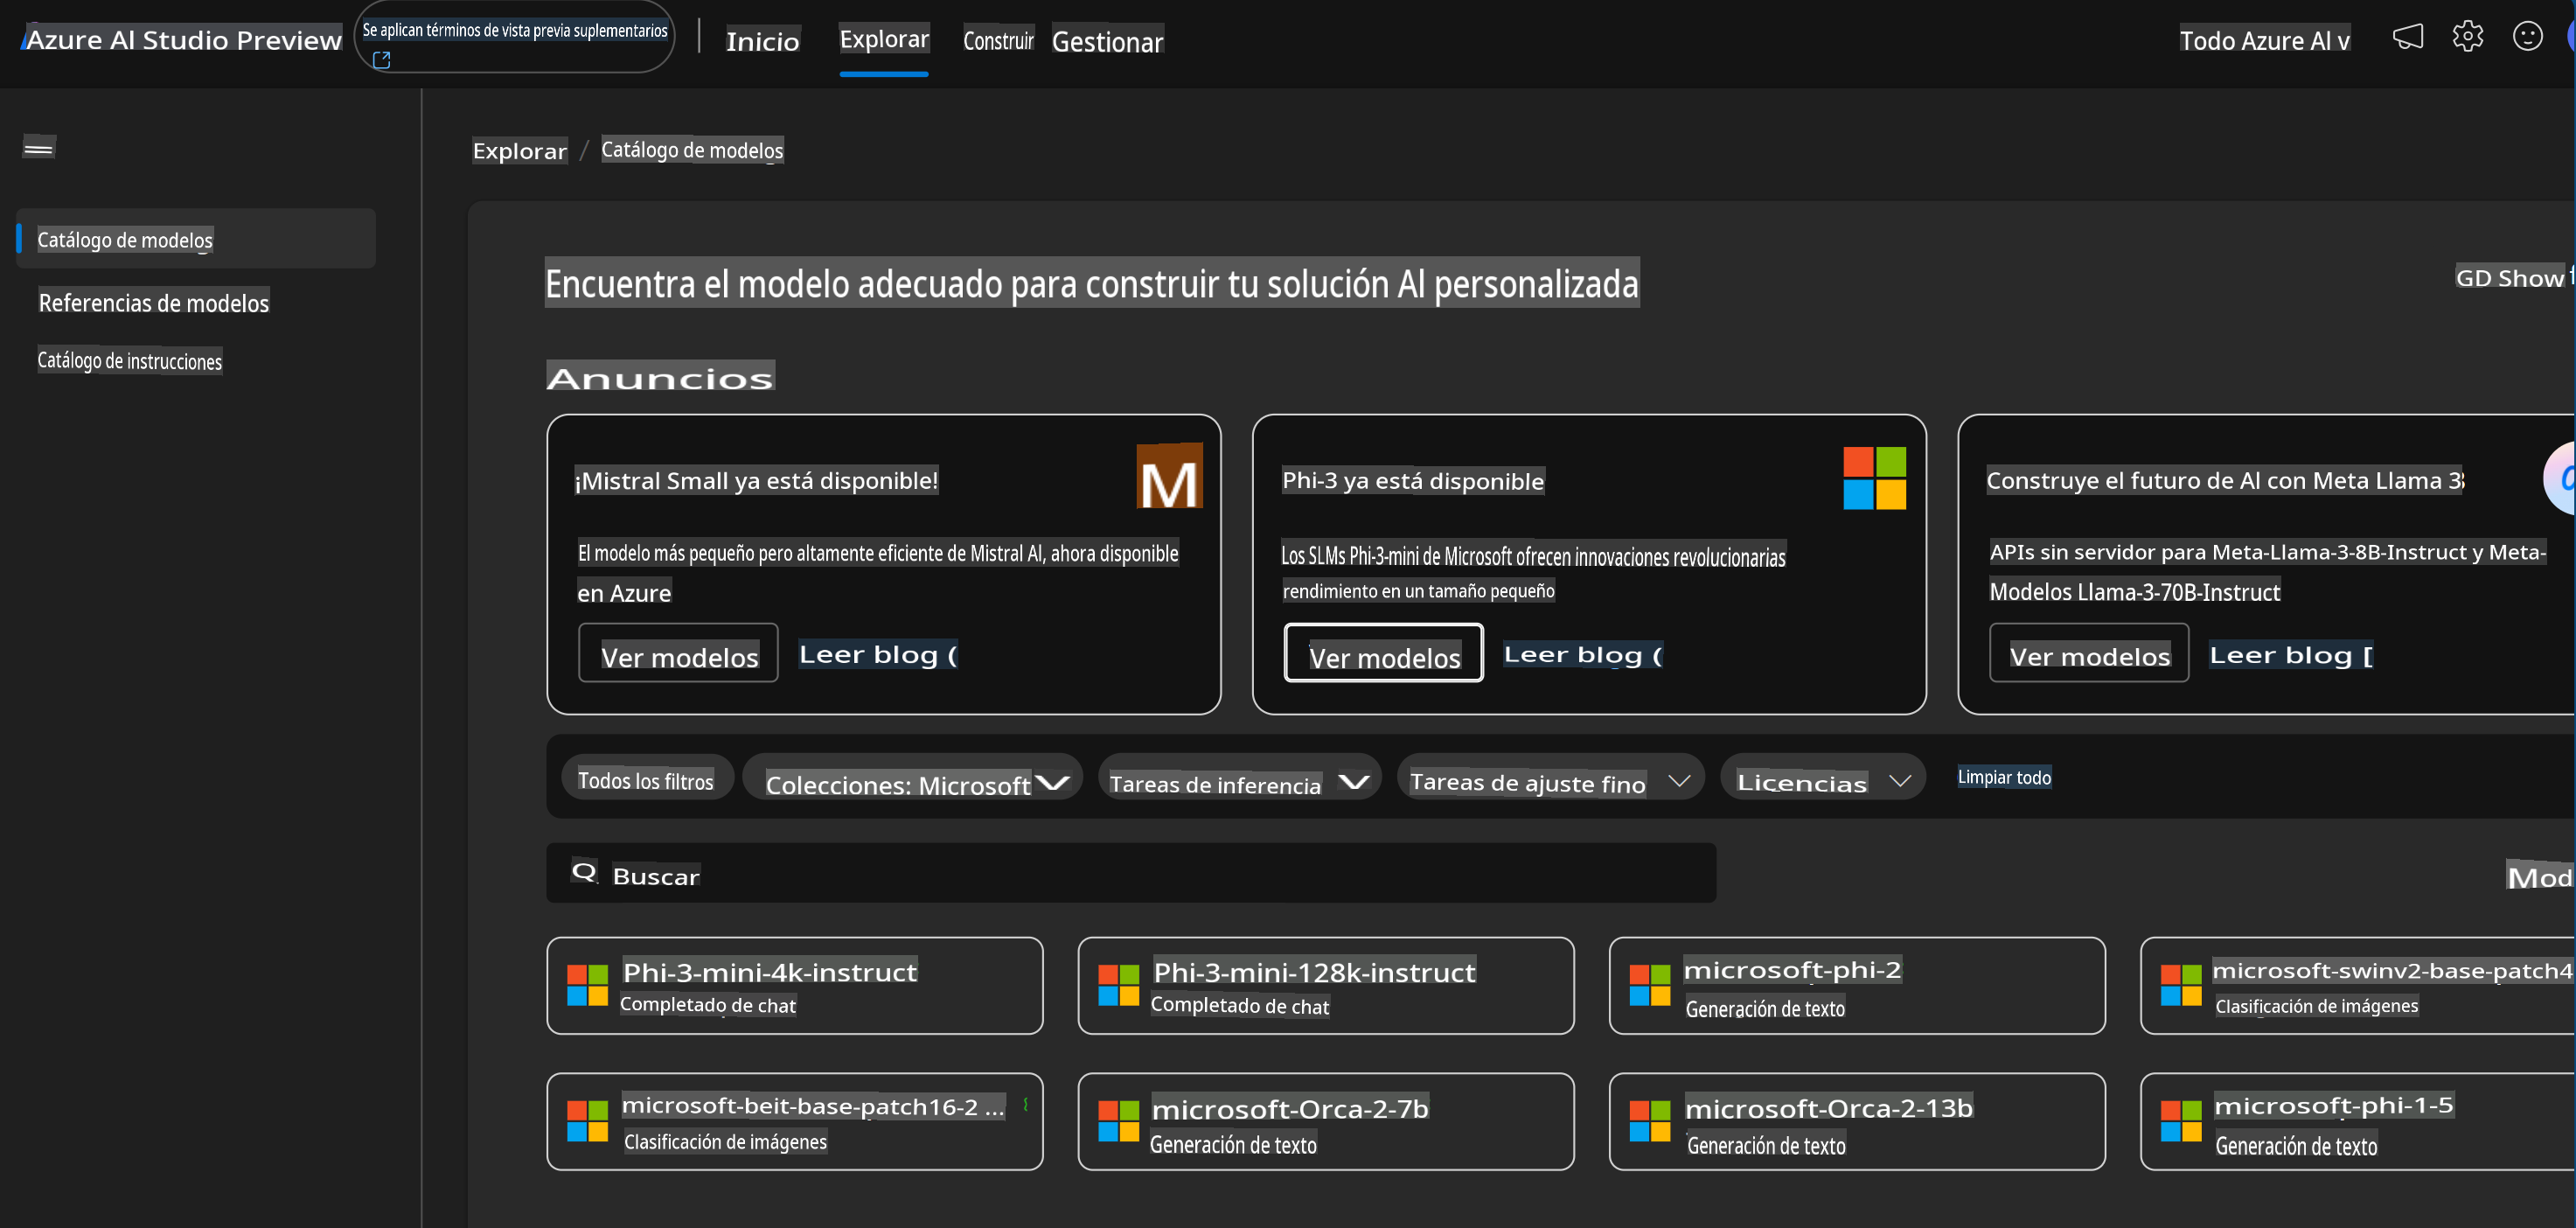 Azure AI Studio Preview
Se aplican términos de vista previa suplementarios
Inicio
Explorar
Construir
Gestionar
Todo Azure Al v
Explorar / Catálogo de modelos
Catálogo de modelos
Referencias de modelos
Catálogo de instrucciones
Encuentra el modelo adecuado para construir tu solución Al personalizada
GD Show
Anuncios
¡Mistral Small ya está disponible!
M
El modelo más pequeño pero altamente eficiente de Mistral Al, ahora disponible
en Azure
Ver modelos
Leer blog (
Phi-3 ya está disponible
Los SLMs Phi-3-mini de Microsoft ofrecen innovaciones revolucionarias
rendimiento en un tamaño pequeño
Ver modelos
Leer blog (
Construye el futuro de Al con Meta Llama 3
APIs sin servidor para Meta-Llama-3-8B-Instruct y Meta-
Modelos Llama-3-70B-Instruct
Ver modelos
Leer blog [
Todos los filtros
Colecciones: Microsoft
Tareas de inferencia
Tareas de ajuste fino
Licencias
Limpiar todo
Q Buscar
Mod
Phi-3-mini-4k-instruct
Completado de chat
Phi-3-mini-128k-instruct
Completado de chat
microsoft-phi-2
Generación de texto
microsoft-swinv2-base-patch4
Clasificación de imágenes
microsoft-beit-base-patch16-2 ...
Clasificación de imágenes
microsoft-Orca-2-7b
Generación de texto
microsoft-Orca-2-13b
Generación de texto
microsoft-phi-1-5
Generación de texto